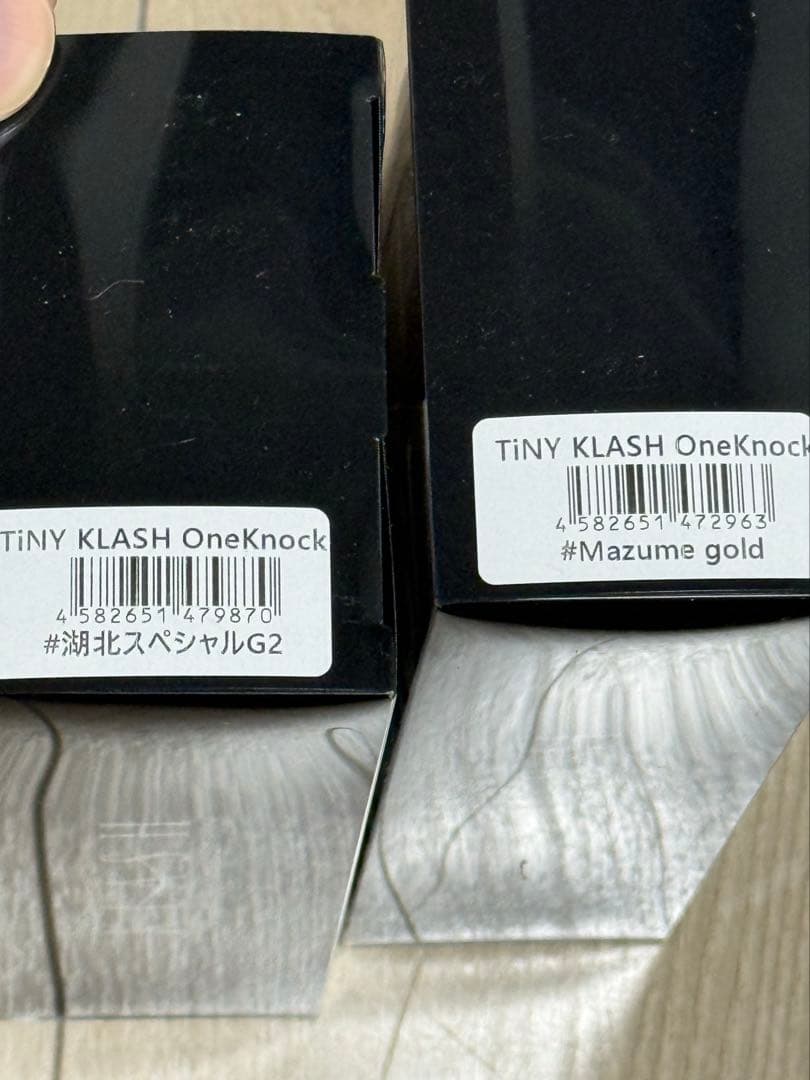 TiNY KLASH OneKnock
4 582651 479870
#湖北スペシャルG2
TiNY KLASH OneKnock
4 582651 472963
#Mazume gold